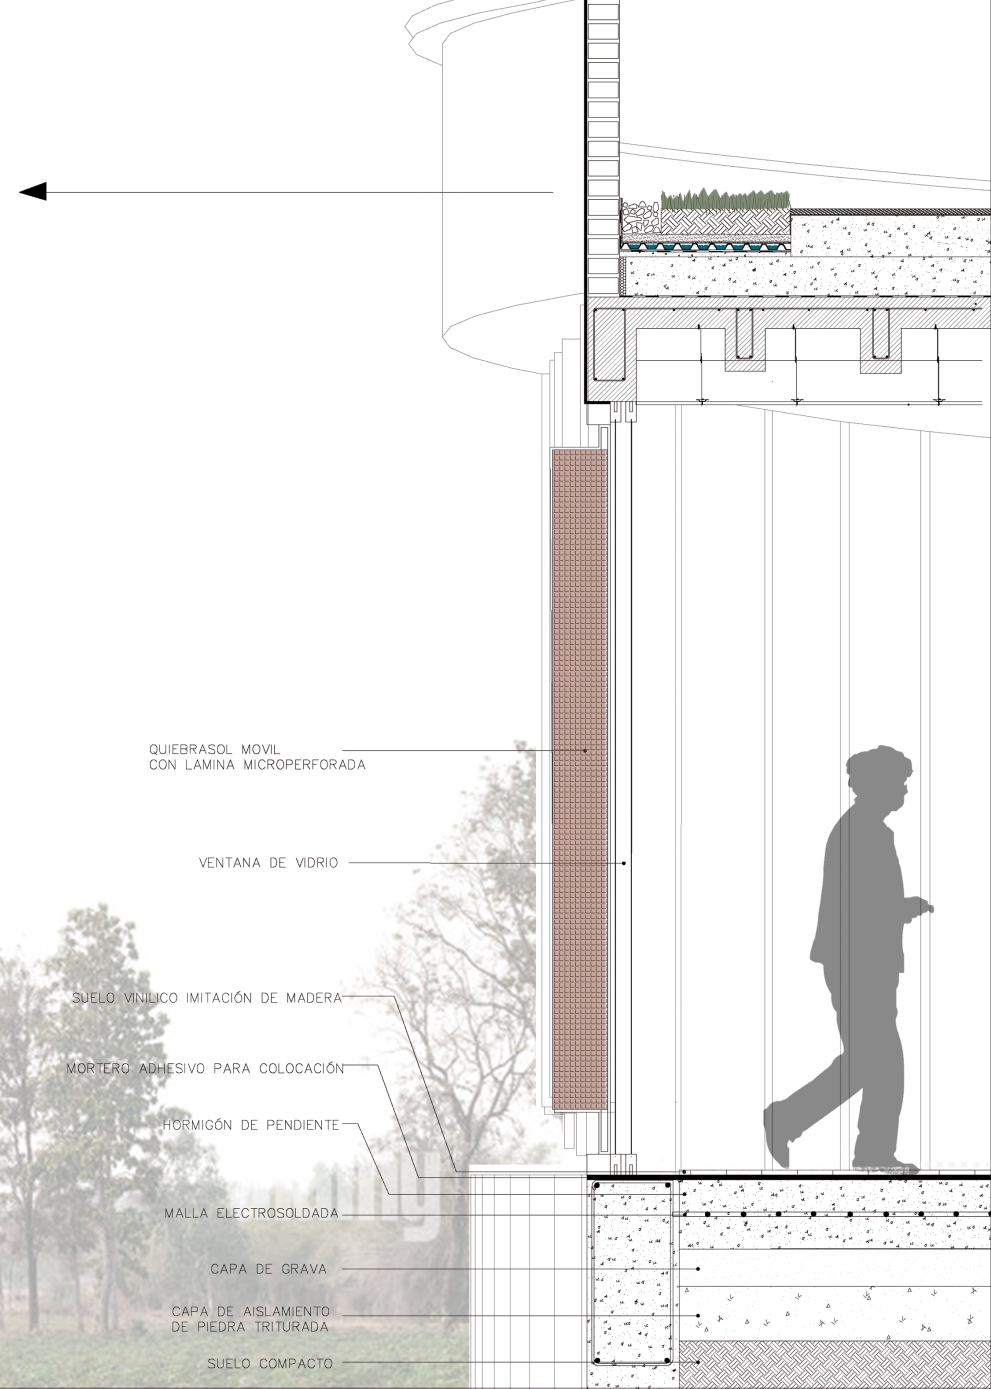 QUIEBRASOL MOVIL
CON LAMINA MICROPERFORADA
VENTANA DE VIDRIO
SUELO VINILICO IMITACIÓN DE MADERA
MORTERO ADHESIVO PARA COLOCACIÓN
HORMIGÓN DE PENDIENTE
MALLA ELECTROSOLDADA
CAPA DE GRAVA
CAPA DE AISLAMIENTO
DE PIEDRA TRITURADA
SUELO COMPACTO